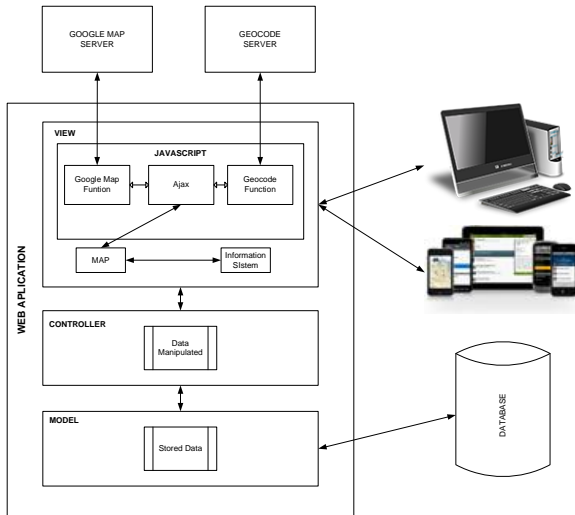 GOOGLE MAP
SERVER
GEOCODE
SERVER
WEB APLICATION
VIEW
JAVASCRIPT
Google Map
Funtion
Ajax
Geocode
Function
MAP
Information
SIstem
CONTROLLER
Data
Manipulated
MODEL
Stored Data
DATABASE